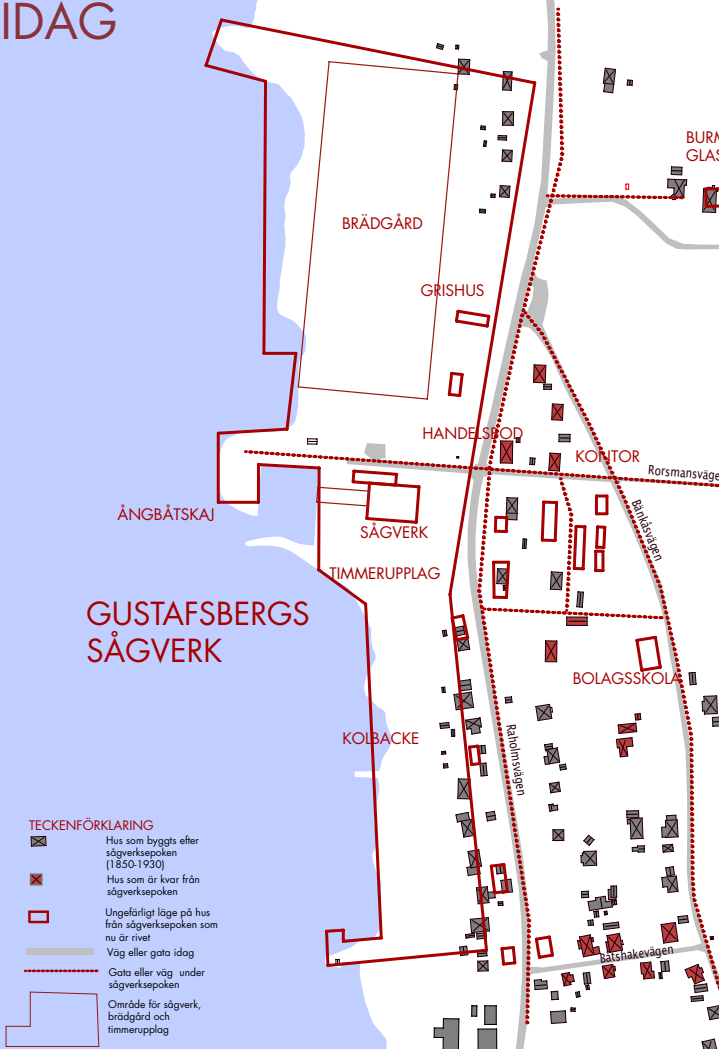 IDAG
BRÄDGÅRD
GRISHUS
HANDELSBOD
KONTOR
Rorsmansväge
Bänkåsvägen
ÅNGBÅTSKAJ
SÅGVERK
TIMMERUPPLAG
GUSTAFSBERGS
SÅGVERK
BOLAGSSKOLA
KOLBACKE
Raholmsvägen
Båtshakevägen
TECKENFÖRKLARING
Hus som byggts efter
sågverksepoken
(1850-1930)
Hus som är kvar från
sågverksepoken
Ungefärligt läge på hus
från sågverksepoken som
nu är rivet
Väg eller gata idag
Gata eller väg under
sågverksepoken
Område för sågverk,
brädgård och
timmerupplag